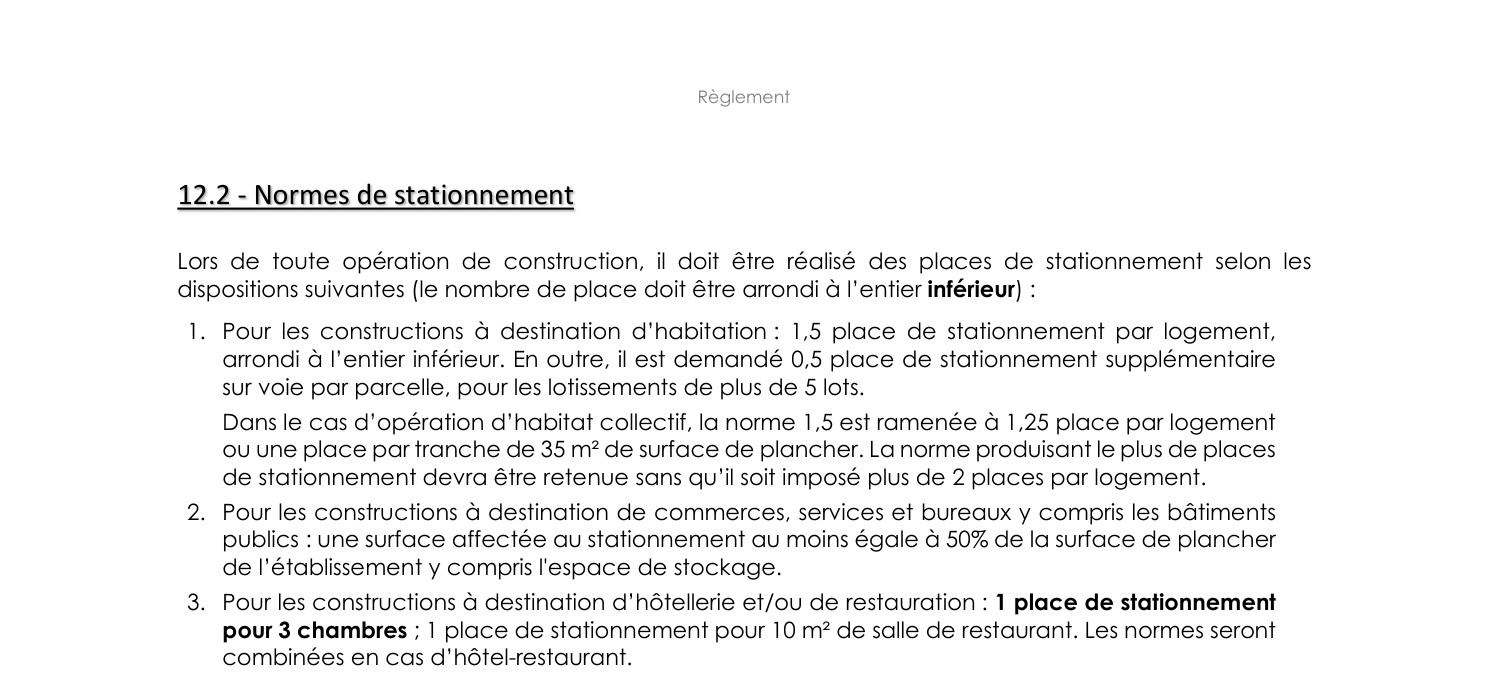 Règlement
12.2 - Normes de stationnement
Lors de toute opération de construction, il doit être réalisé des places de stationnement selon les
dispositions suivantes (le nombre de place doit être arrondi à l’entier inférieur) :
1. Pour les constructions à destination d’habitation : 1,5 place de stationnement par logement,
arrondi à l’entier inférieur. En outre, il est demandé 0,5 place de stationnement supplémentaire
sur voie par parcelle, pour les lotissements de plus de 5 lots.
Dans le cas d’opération d’habitat collectif, la norme 1,5 est ramenée à 1,25 place par logement
ou une place par tranche de 35 m² de surface de plancher. La norme produisant le plus de places
de stationnement devra être retenue sans qu’il soit imposé plus de 2 places par logement.
2. Pour les constructions à destination de commerces, services et bureaux y compris les bâtiments
publics : une surface affectée au stationnement au moins égale à 50% de la surface de plancher
de l’établissement y compris l'espace de stockage.
3. Pour les constructions à destination d’hôtellerie et/ou de restauration : 1 place de stationnement
pour 3 chambres ; 1 place de stationnement pour 10 m² de salle de restaurant. Les normes seront
combinées en cas d’hôtel-restaurant.